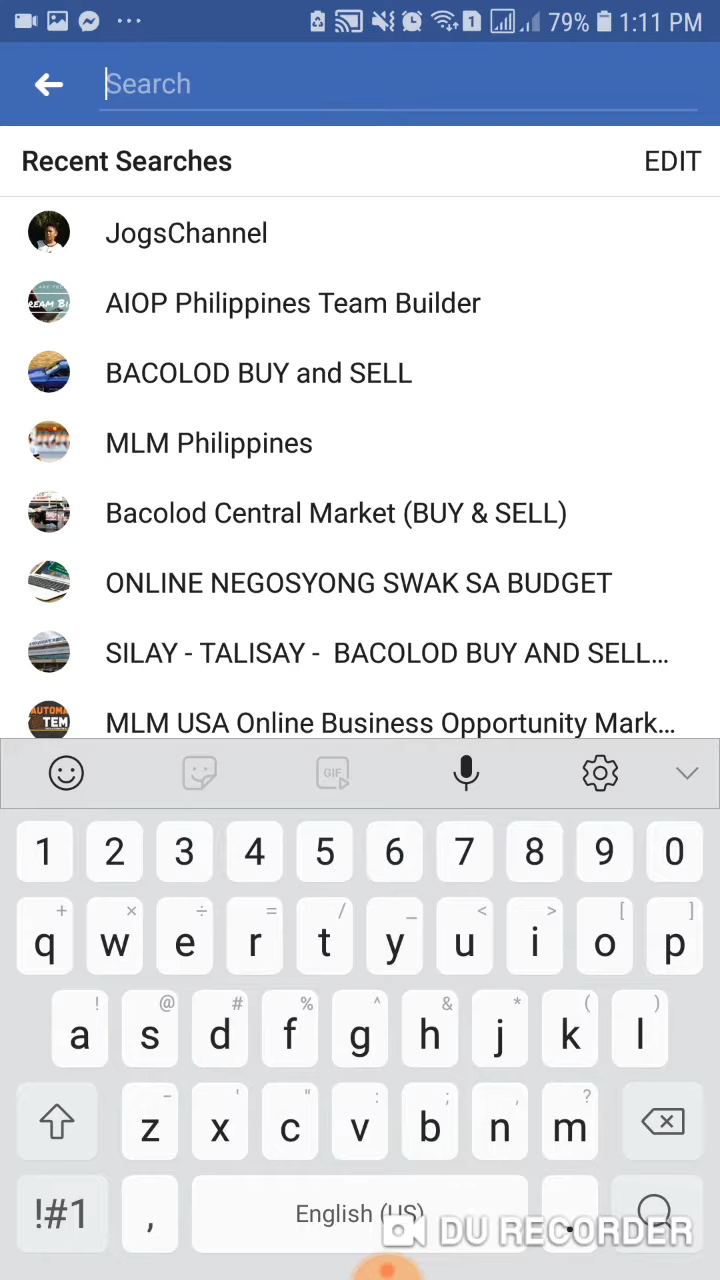 1 79% 1:11 PM
Search
Recent Searches EDIT
JogsChannel
AIOP Philippines Team Builder
BACOLOD BUY and SELL
MLM Philippines
Bacolod Central Market (BUY & SELL)
ONLINE NEGOSYONG SWAK SA BUDGET
SILAY - TALISAY - BACOLOD BUY AND SELL...
MLM USA Online Business Opportunity Mark...
GIF
1 2 3 4 5 6 7 8 9 0
+ × ÷ = / _ < > [ ]
q w e r t y u i o p
! @ # % ^ & * ( )
a s d f g h j k l
- ' " : ; , ?
z x c v b n m
!#1 , English (US) .
DU RECORDER